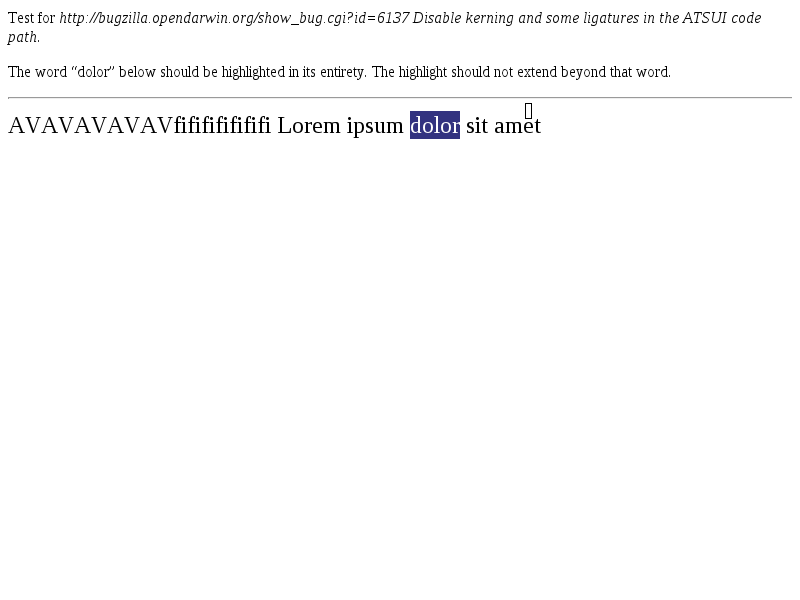 Test for http://bugzilla.opendarwin.org/show_bug.cgi?id=6137 Disable kerning and some ligatures in the ATSUI code
path.
The word “dolor” below should be highlighted in its entirety. The highlight should not extend beyond that word.
AVAVAVAVAVfififififififi Lorem ipsum dolor sit amet